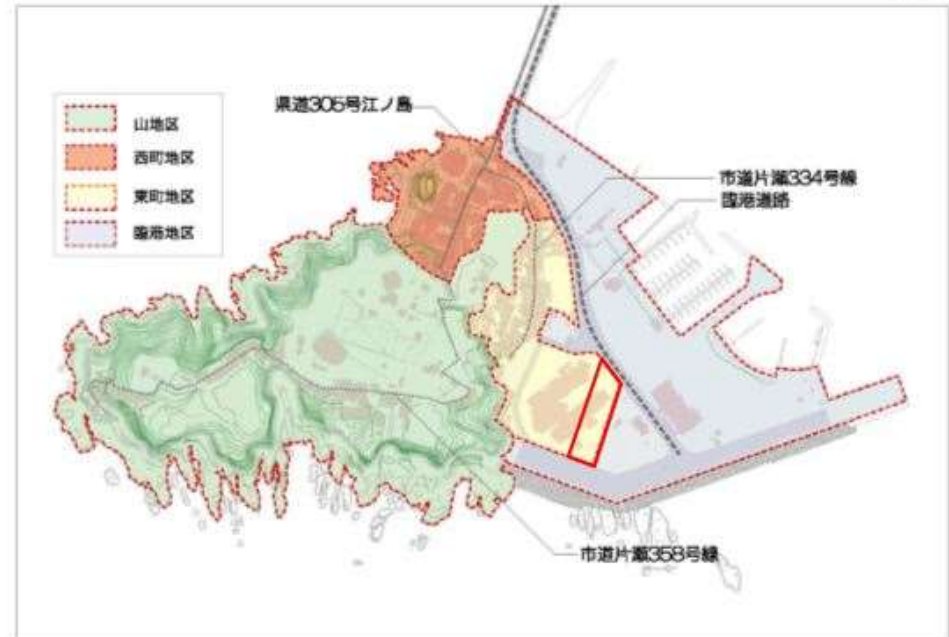 県道305号江ノ島
山地区
西町地区
東町地区
臨港地区
市道片瀬334号線
臨港道路
市道片瀬358号線